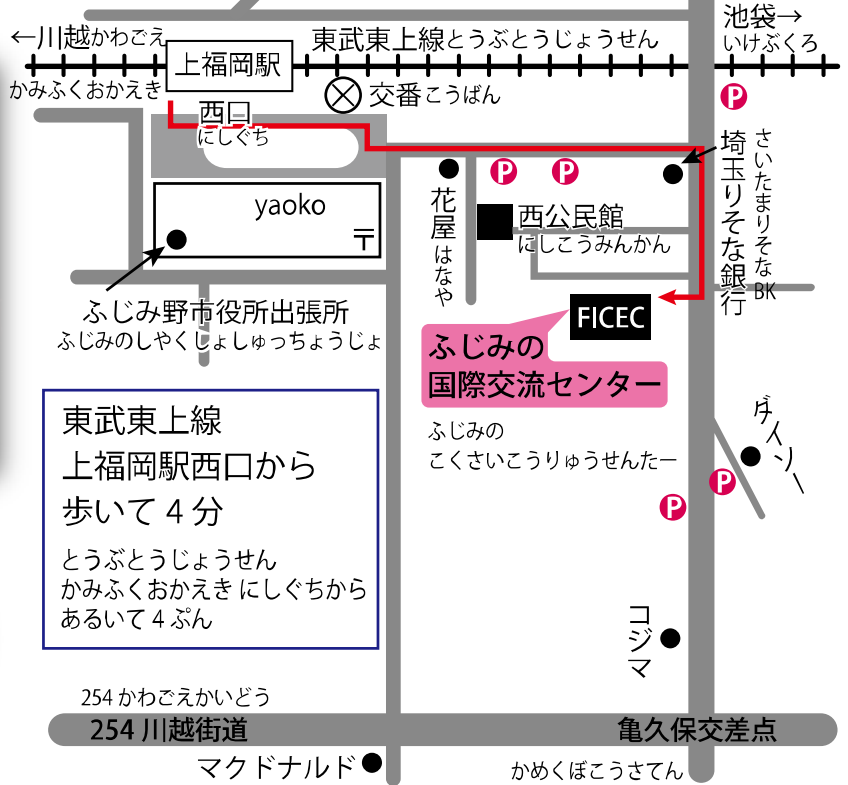 ←川越かわごえ
池袋→
いけぶくろ
東武東上線とうぶとうじょうせん
上福岡駅
かみふくおかえき
交番こうばん
P
西口
にしぐち
P
P
埼玉りそな銀行
さいたまりそなBK
花屋
はなや
西公民館
にしこうみんかん
yaoko
〒
ふじみ野市役所出張所
ふじみのしやくしょしゅっちょうじょ
FICEC
ふじみの
国際交流センター
ふじみの
こくさいこうりゅうせんたー
東武東上線
上福岡駅西口から
歩いて4分
とうぶとうじょうせん
かみふくおかえき にしぐちから
あるいて4ぷん
ダイソー
P
P
コジマ
254 かわごえかいどう
254 川越街道
亀久保交差点
かめくぼこうさてん
マクドナルド